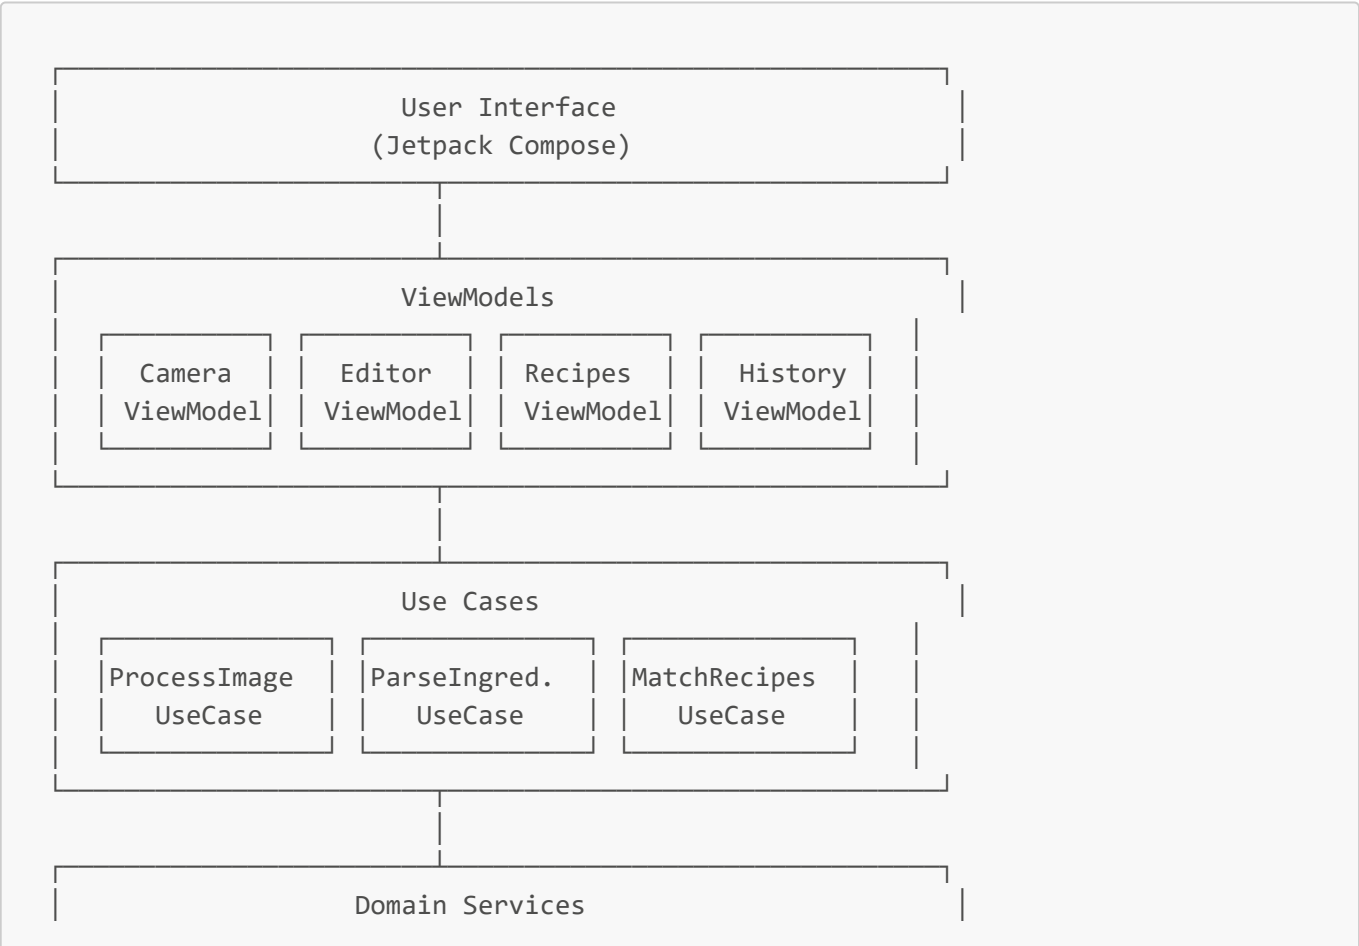 User Interface
(Jetpack Compose)
ViewModels
Camera Editor Recipes History
ViewModel ViewModel ViewModel ViewModel
Use Cases
ProcessImage ParseIngred. MatchRecipes
UseCase UseCase UseCase
Domain Services